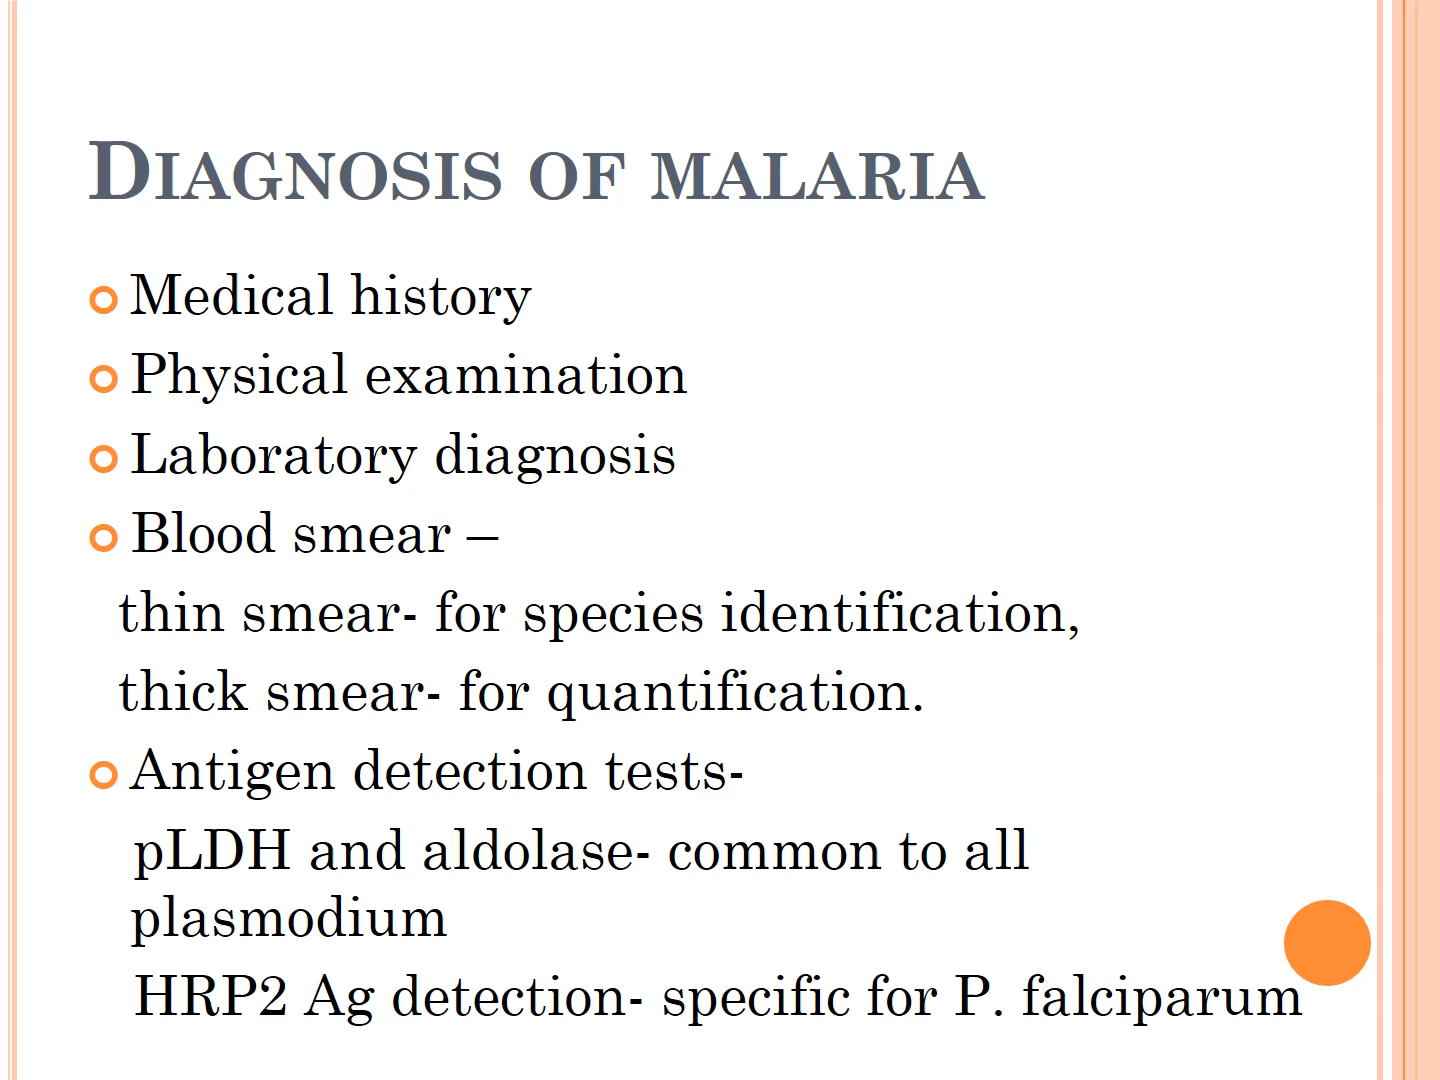 Diagnosis of malaria
Medical history
Physical examination
Laboratory diagnosis
Blood smear –
thin smear- for species identification,
thick smear- for quantification.
Antigen detection tests-
pLDH and aldolase- common to all
plasmodium
HRP2 Ag detection- specific for P. falciparum